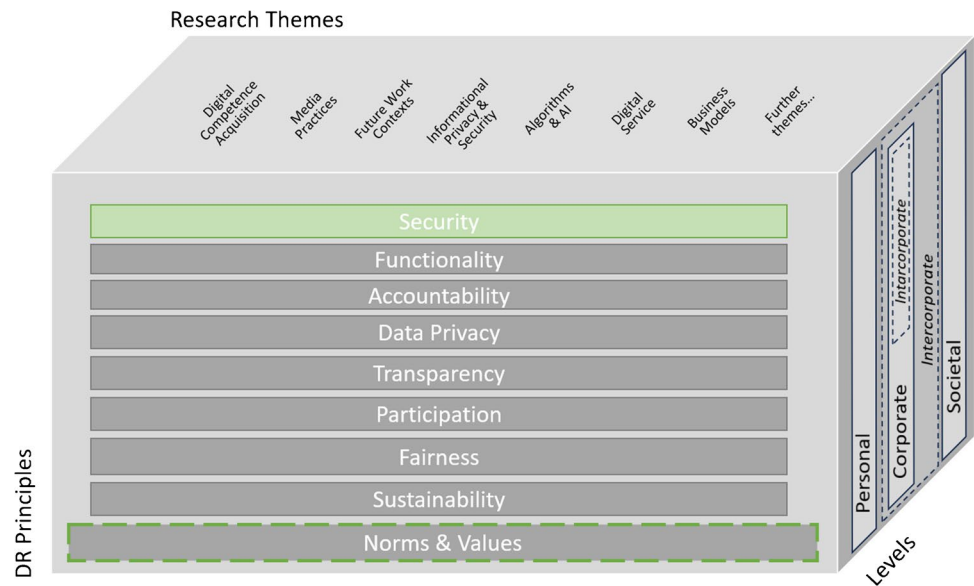 Research Themes
Digital
Competence
Acquisition
Media
Practices
Future Work
Contexts
Informational
Privacy &
Security
Algorithms
& AI
Digital
Service
Business
Models
Further
themes...
Security
Functionality
Accountability
Data Privacy
Transparency
Participation
Fairness
Sustainability
Norms & Values
DR Principles
Personal
Corporate
Intarcorporate
Intercorporate
Societal
Levels